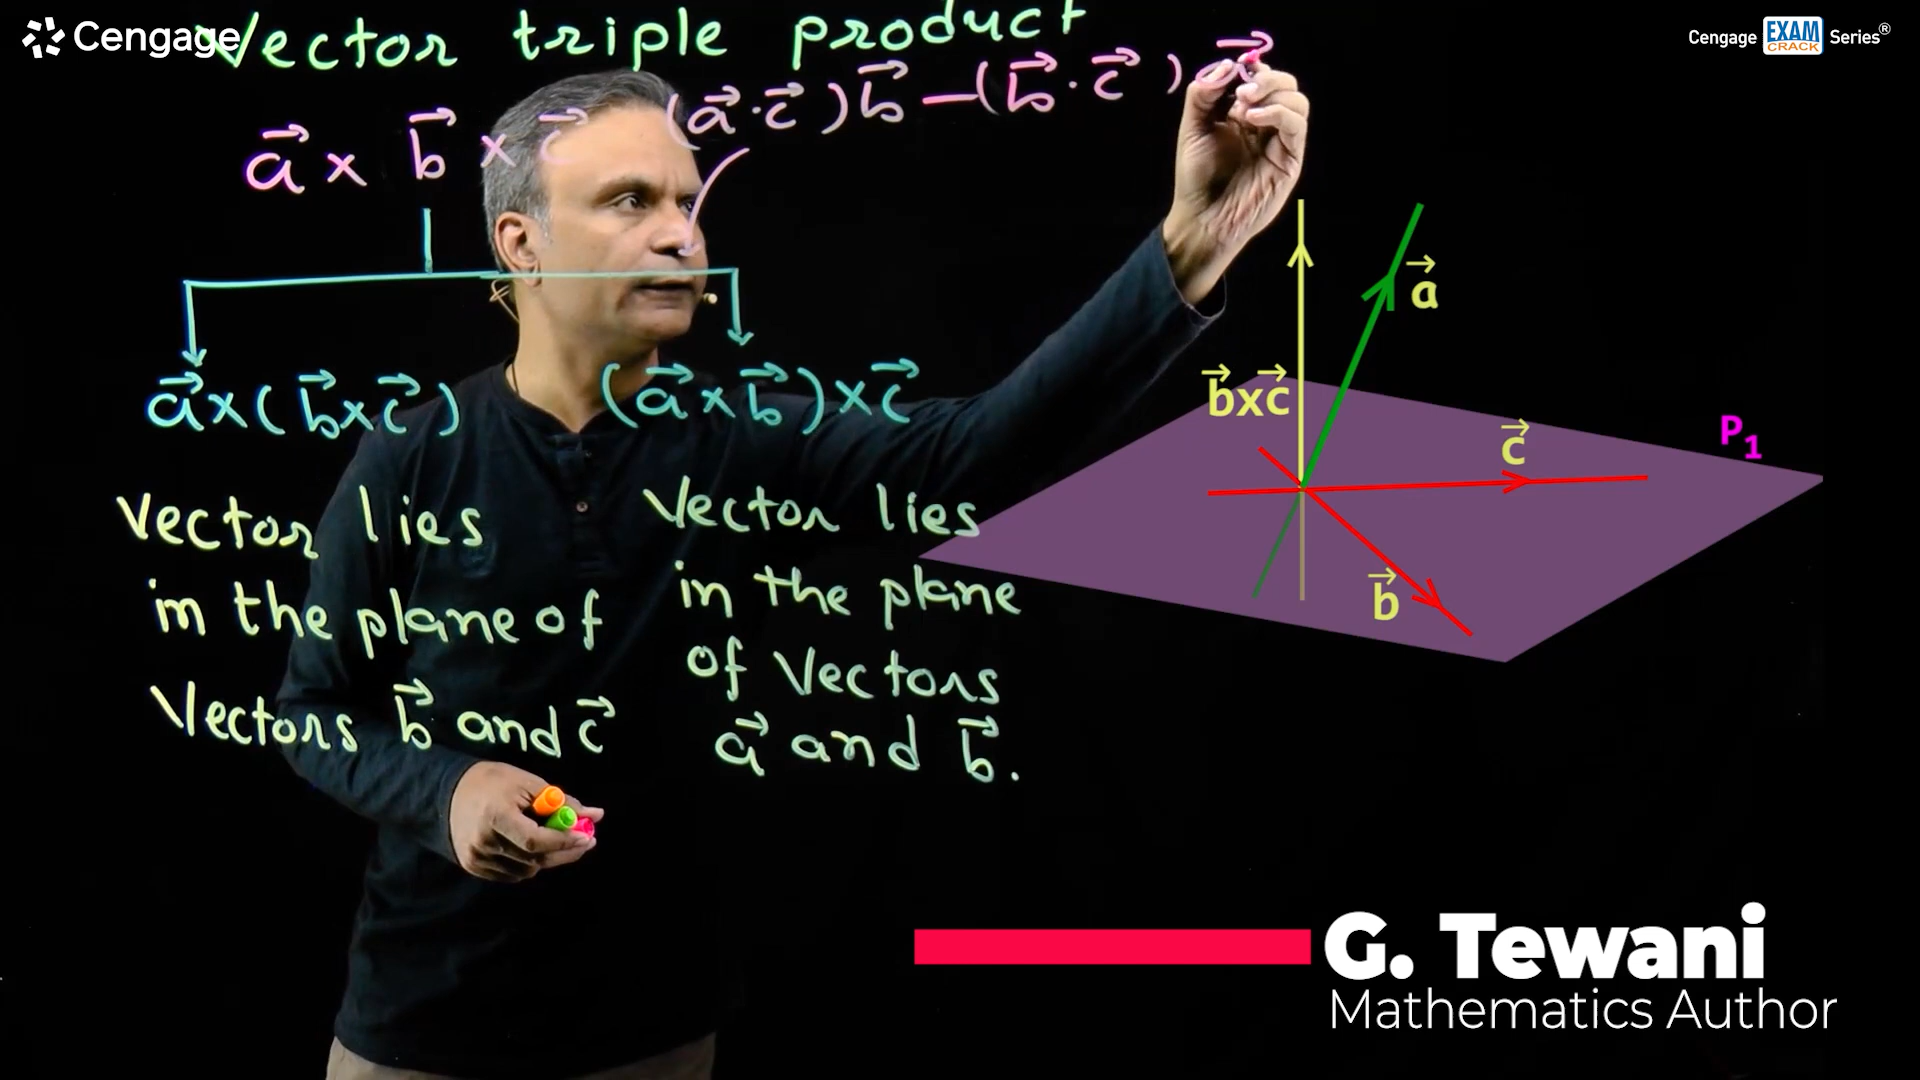 Cengage
Cengage EXAM CRACK Series®
Vector triple product
(a⃗·c⃗)b⃗ − (b⃗·c⃗)a⃗
a⃗ × b⃗ × c⃗
a⃗×(b⃗×c⃗)
(a⃗×b⃗)×c⃗
Vector lies
in the plane of
Vectors b⃗ and c⃗
Vector lies
in the plane
of Vectors
a⃗ and b⃗.
a⃗
b⃗xc⃗
c⃗
P₁
b⃗
G. Tewani
Mathematics Author